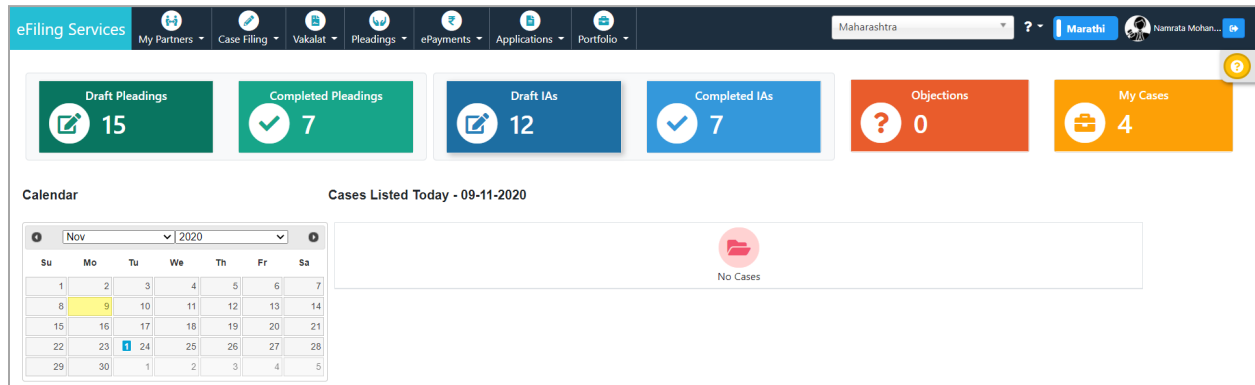 eFiling Services
My Partners
Case Filing
Vakalat
Pleadings
₹
ePayments
Applications
Portfolio
Maharashtra
?
Marathi
Namrata Mohan...
?
Draft Pleadings
15
Completed Pleadings
7
Draft IAs
12
Completed IAs
7
Objections
? 0
My Cases
4
Calendar
Cases Listed Today - 09-11-2020
Nov 2020
Su Mo Tu We Th Fr Sa
1 2 3 4 5 6 7
8 9 10 11 12 13 14
15 16 17 18 19 20 21
22 23 1 24 25 26 27 28
29 30 1 2 3 4 5
No Cases